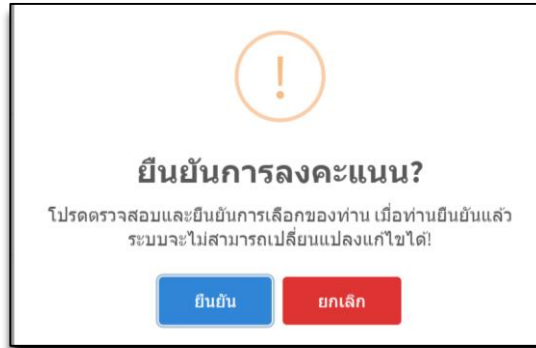 !
ยืนยันการลงคะแนน?
โปรดตรวจสอบและยืนยันการเลือกของท่าน เมื่อท่านยืนยันแล้ว
ระบบจะไม่สามารถเปลี่ยนแปลงแก้ไขได้!
ยืนยัน ยกเลิก